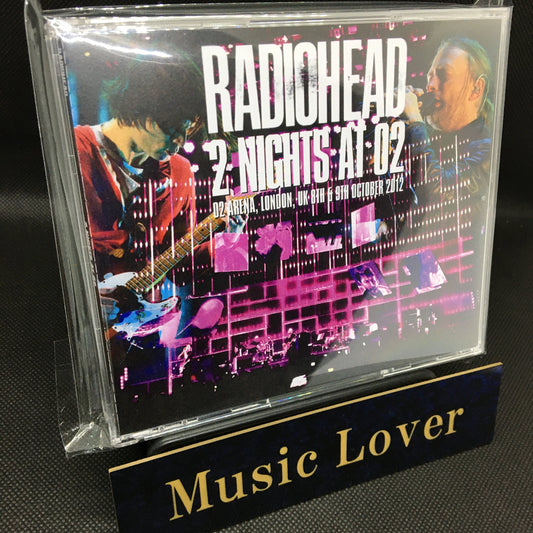 RADIOHEAD
2 NIGHTS AT O2
O2 ARENA, LONDON, UK 8TH & 9TH OCTOBER 2012
Music Lover